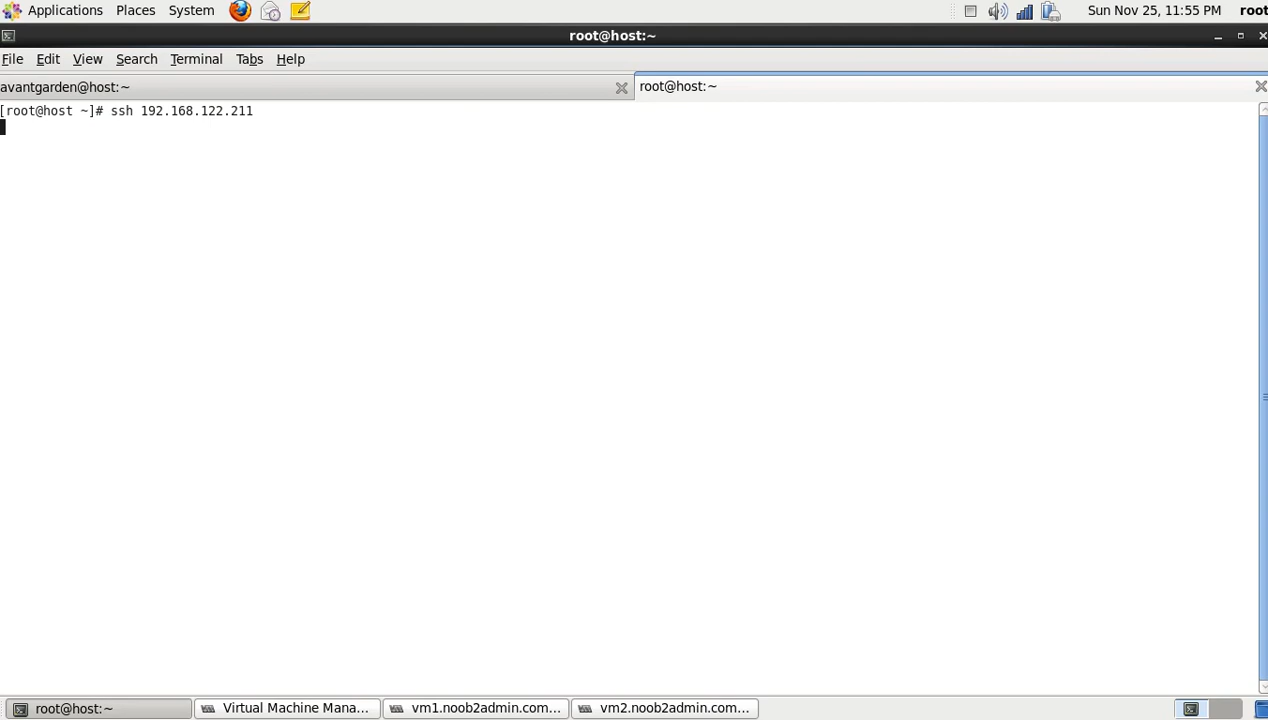 Applications Places System Sun Nov 25, 11:55 PM root
root@host:~
File Edit View Search Terminal Tabs Help
avantgarden@host:~ root@host:~
[root@host ~]# ssh 192.168.122.211
root@host:~ Virtual Machine Mana... vm1.noob2admin.com... vm2.noob2admin.com...